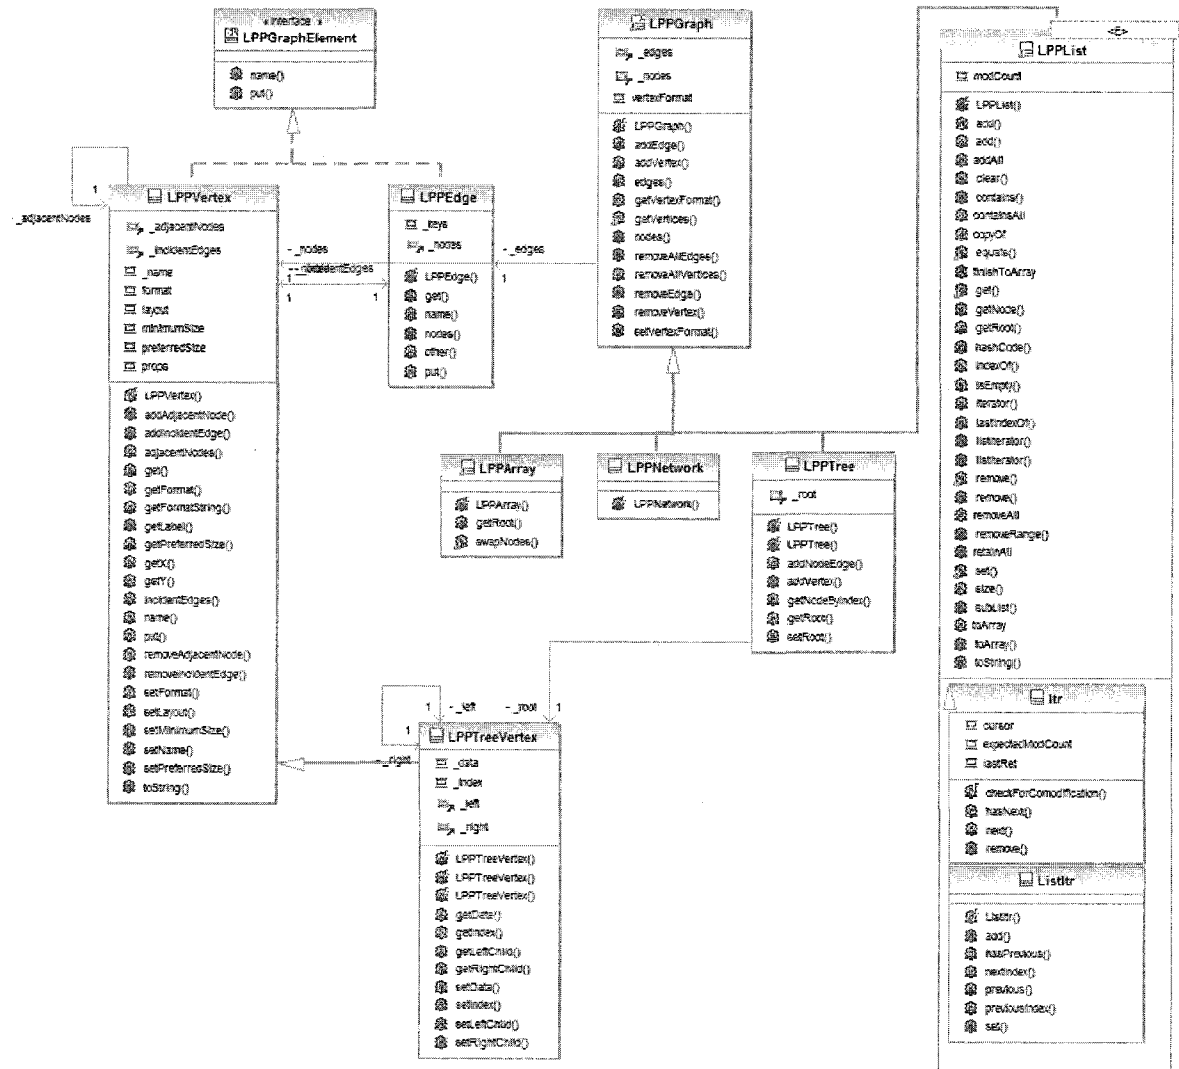 « interface »
LPPGraphElement
name()
put()
LPPGraph
_edges
_nodes
vertexFormat
LPPGraph()
addEdge()
addVertex()
edges()
getVertexFormat()
getVertices()
nodes()
removeAllEdges()
removeAllVertices()
removeEdge()
removeVertex()
setVertexFormat()
<E>
LPPList
modCount
LPPList()
add()
add()
addAll
clear()
contains()
containsAll
copyOf
equals()
finishToArray
get()
getNode()
getRoot()
hashCode()
indexOf()
isEmpty()
iterator()
lastIndexOf()
listIterator()
listIterator()
remove()
remove()
removeAll
removeRange()
retainAll
set()
size()
subList()
toArray
toArray()
toString()
Itr
cursor
expectedModCount
lastRet
checkForComodification()
hasNext()
next()
remove()
ListItr
ListItr()
add()
hasPrevious()
nextIndex()
previous()
previousIndex()
set()
1
_adjacentNodes
LPPVertex
_adjacentNodes
_incidentEdges
_name
format
layout
minimumSize
preferredSize
props
LPPVertex()
addAdjacentNode()
addIncidentEdge()
adjacentNodes()
get()
getFormat()
getFormatString()
getLabel()
getPreferredSize()
getX()
getY()
incidentEdges()
name()
put()
removeAdjacentNode()
removeIncidentEdge()
setFormat()
setLayout()
setMinimumSize()
setName()
setPreferredSize()
toString()
- _nodes
1
1
1
LPPEdge
_keys
_nodes
LPPEdge()
get()
name()
nodes()
other()
put()
- _edges
1
LPPArray
LPPArray()
getRoot()
swapNodes()
LPPNetwork
LPPNetwork()
LPPTree
_root
LPPTree()
LPPTree()
addNodeEdge()
addVertex()
getNodeByIndex()
getRoot()
setRoot()
1 - _left - _root 1
1
- _right
LPPTreeVertex
_data
_index
_left
_right
LPPTreeVertex()
LPPTreeVertex()
LPPTreeVertex()
getData()
getIndex()
getLeftChild()
getRightChild()
setData()
setIndex()
setLeftChild()
setRightChild()